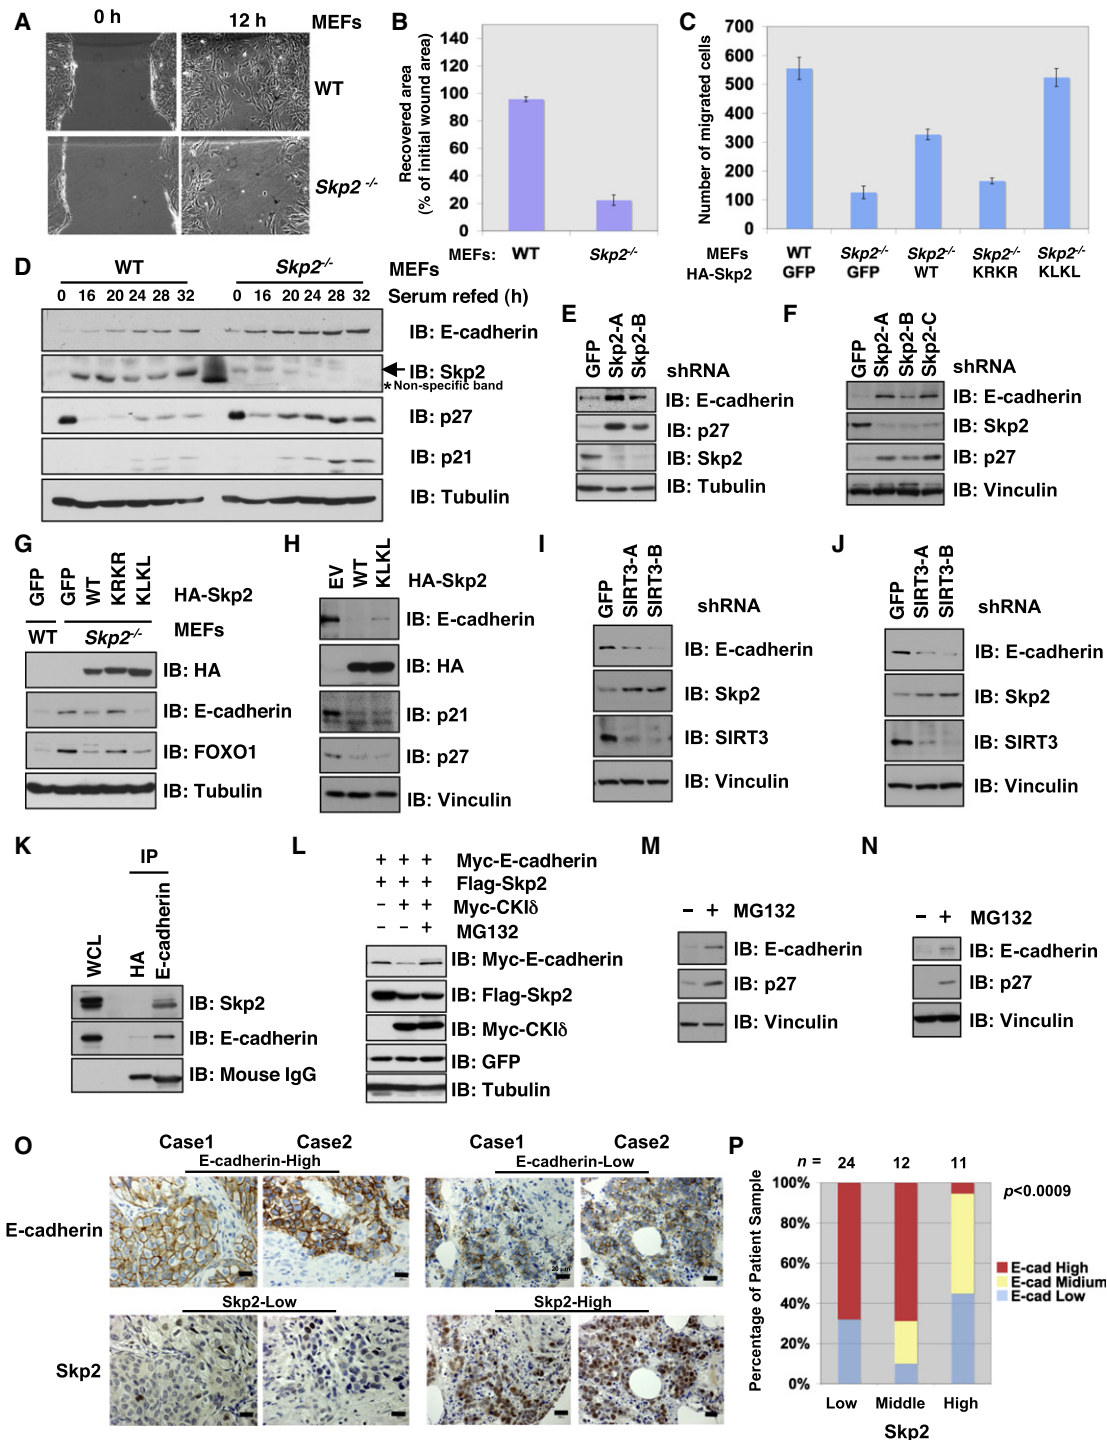 A
0 h
12 h
MEFs
WT
Skp2 -/-
B
Recovered area
(% of initial wound area)
140
120
100
80
60
40
20
0
MEFs: WT Skp2-/-
C
Number of migrated cells
700
600
500
400
300
200
100
0
MEFs WT Skp2-/- Skp2-/- Skp2-/- Skp2-/-
HA-Skp2 GFP GFP WT KRKR KLKL
D
WT Skp2-/- MEFs
0 16 20 24 28 32 0 16 20 24 28 32 Serum refed (h)
IB: E-cadherin
IB: Skp2
* Non-specific band
IB: p27
IB: p21
IB: Tubulin
E
GFP Skp2-A Skp2-B shRNA
IB: E-cadherin
IB: p27
IB: Skp2
IB: Tubulin
F
GFP Skp2-A Skp2-B Skp2-C shRNA
IB: E-cadherin
IB: Skp2
IB: p27
IB: Vinculin
G
GFP GFP WT KRKR KLKL HA-Skp2
WT Skp2-/- MEFs
IB: HA
IB: E-cadherin
IB: FOXO1
IB: Tubulin
H
EV WT KLKL HA-Skp2
IB: E-cadherin
IB: HA
IB: p21
IB: p27
IB: Vinculin
I
GFP SIRT3-A SIRT3-B shRNA
IB: E-cadherin
IB: Skp2
IB: SIRT3
IB: Vinculin
J
GFP SIRT3-A SIRT3-B shRNA
IB: E-cadherin
IB: Skp2
IB: SIRT3
IB: Vinculin
K
IP
WCL HA E-cadherin
IB: Skp2
IB: E-cadherin
IB: Mouse IgG
L
+ + + Myc-E-cadherin
+ + + Flag-Skp2
− + + Myc-CKIδ
− − + MG132
IB: Myc-E-cadherin
IB: Flag-Skp2
IB: Myc-CKIδ
IB: GFP
IB: Tubulin
M
− + MG132
IB: E-cadherin
IB: p27
IB: Vinculin
N
− + MG132
IB: E-cadherin
IB: p27
IB: Vinculin
O
Case1 Case2 Case1 Case2
E-cadherin-High E-cadherin-Low
E-cadherin
20 µm
Skp2-Low Skp2-High
Skp2
P
n = 24 12 11
p<0.0009
Percentage of Patient Sample
100%
80%
60%
40%
20%
0%
E-cad High
E-cad Midium
E-cad Low
Low Middle High
Skp2